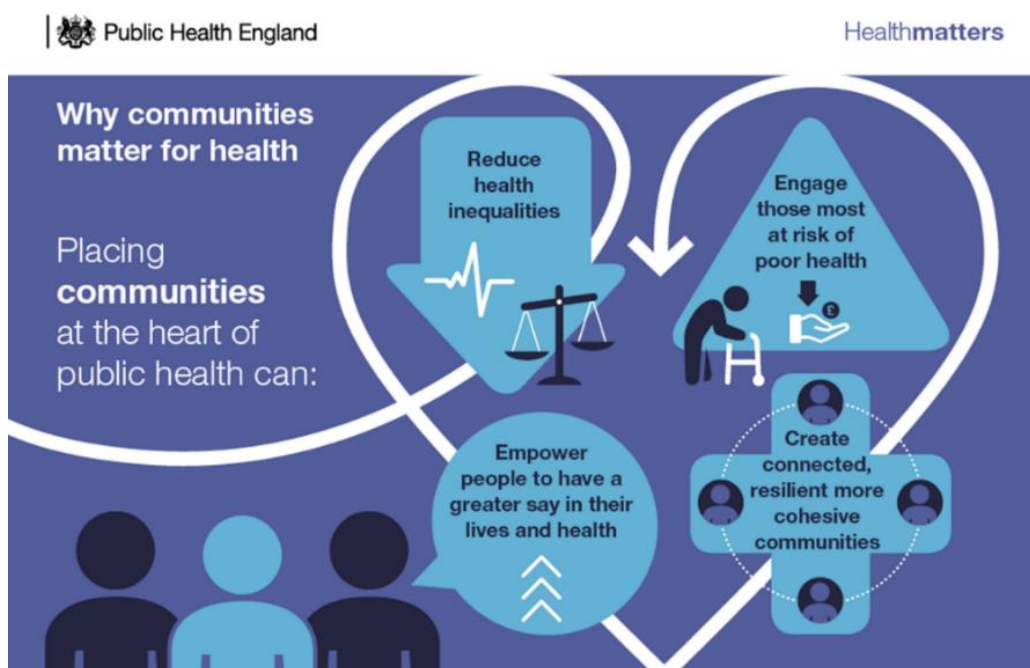 Public Health England
Healthmatters
Why communities
matter for health
Placing
communities
at the heart of
public health can:
Reduce
health
inequalities
Engage
those most
at risk of
poor health
£
Empower
people to have a
greater say in their
lives and health
Create
connected,
resilient more
cohesive
communities